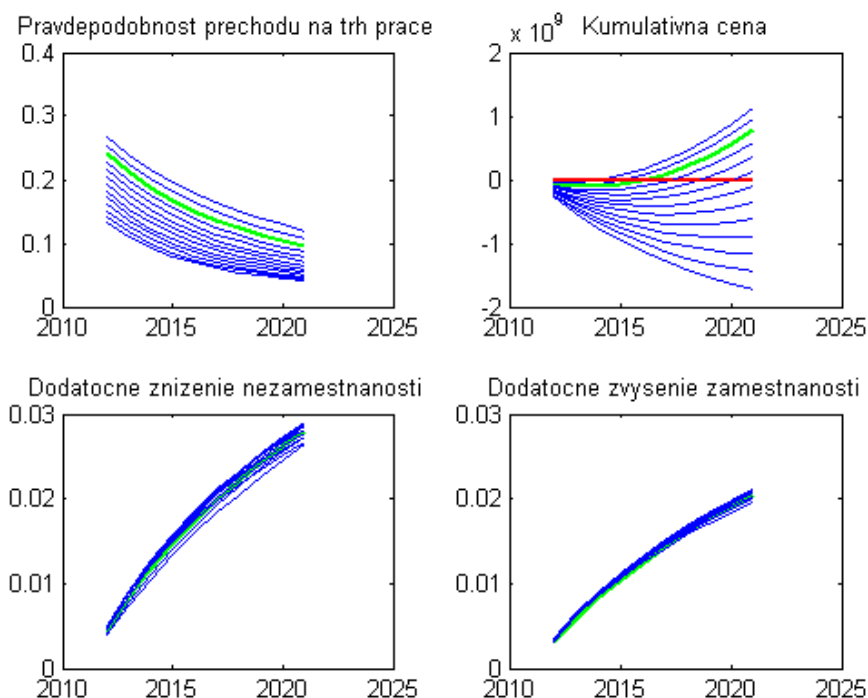 Pravdepodobnost prechodu na trh prace
0.4
0.3
0.2
0.1
0
2010 2015 2020 2025
x 10^9 Kumulativna cena
2
1
0
-1
-2
2010 2015 2020 2025
Dodatocne znizenie nezamestnanosti
0.03
0.02
0.01
0
2010 2015 2020 2025
Dodatocne zvysenie zamestnanosti
0.03
0.02
0.01
0
2010 2015 2020 2025